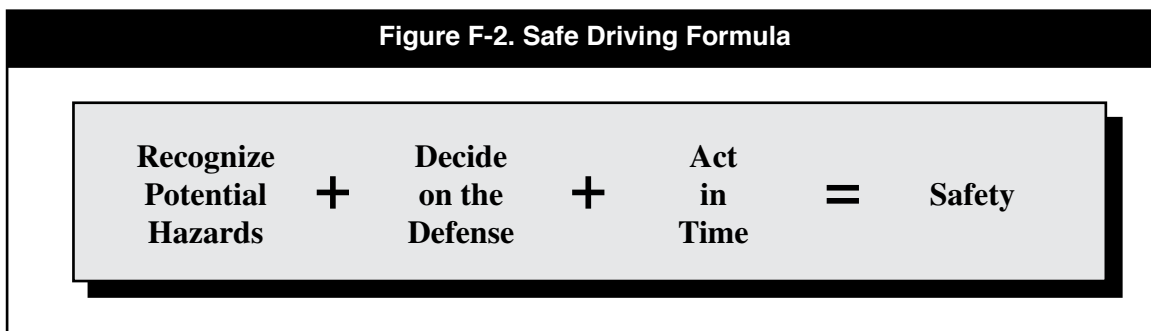 Figure F-2. Safe Driving Formula
Recognize
Potential
Hazards
+
Decide
on the
Defense
+
Act
in
Time
=
Safety